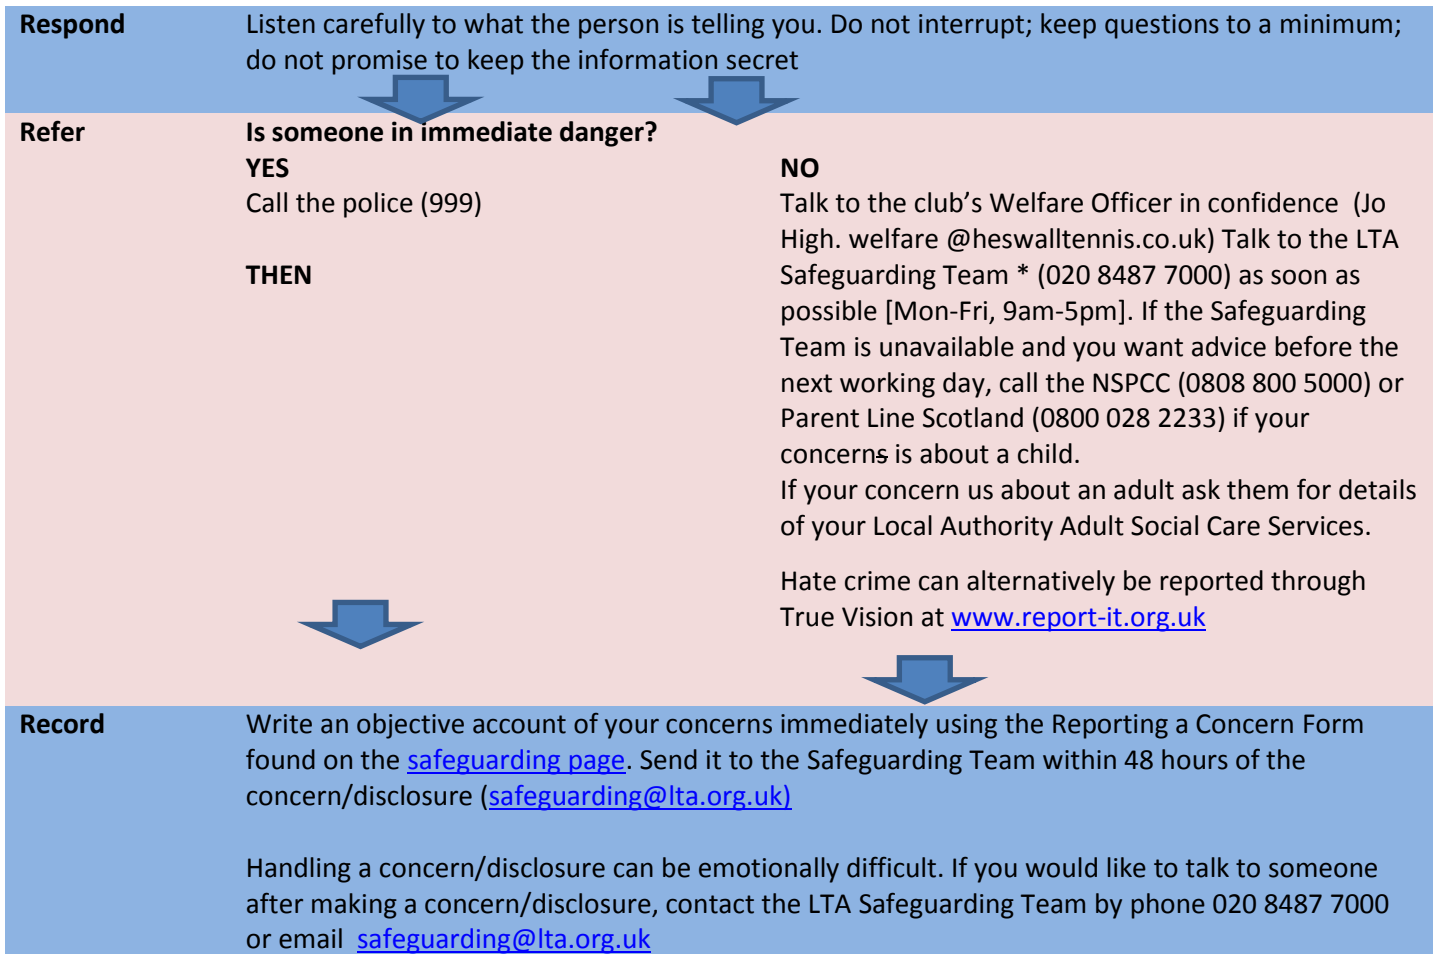 Respond
Listen carefully to what the person is telling you. Do not interrupt; keep questions to a minimum;
do not promise to keep the information secret
Refer
Is someone in immediate danger?
YES
Call the police (999)
THEN
NO
Talk to the club’s Welfare Officer in confidence  (Jo
High. welfare @heswalltennis.co.uk) Talk to the LTA
Safeguarding Team * (020 8487 7000) as soon as
possible [Mon-Fri, 9am-5pm]. If the Safeguarding
Team is unavailable and you want advice before the
next working day, call the NSPCC (0808 800 5000) or
Parent Line Scotland (0800 028 2233) if your
concerns is about a child.
If your concern us about an adult ask them for details
of your Local Authority Adult Social Care Services.
Hate crime can alternatively be reported through
True Vision at www.report-it.org.uk
Record
Write an objective account of your concerns immediately using the Reporting a Concern Form
found on the safeguarding page. Send it to the Safeguarding Team within 48 hours of the
concern/disclosure (safeguarding@lta.org.uk)
Handling a concern/disclosure can be emotionally difficult. If you would like to talk to someone
after making a concern/disclosure, contact the LTA Safeguarding Team by phone 020 8487 7000
or email  safeguarding@lta.org.uk